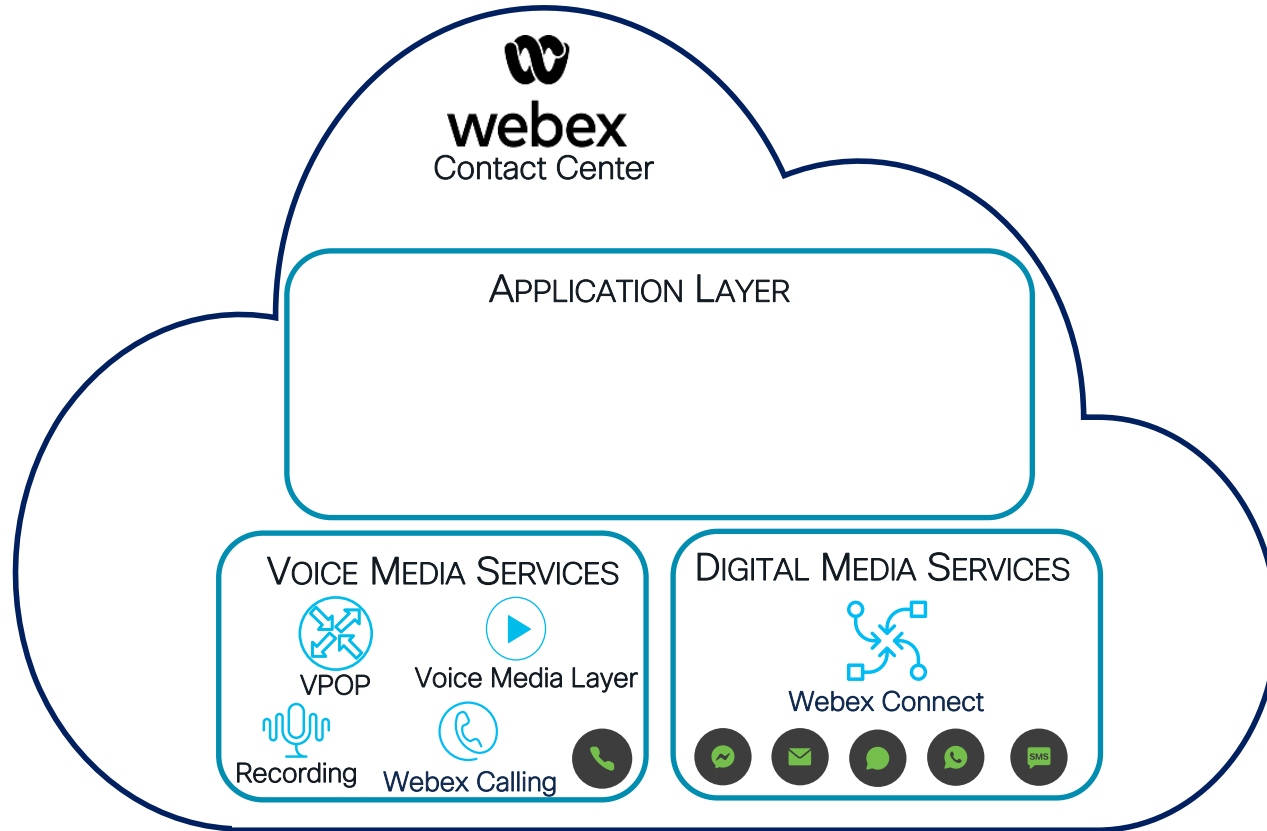 webex
Contact Center
APPLICATION LAYER
VOICE MEDIA SERVICES
VPOP
Voice Media Layer
Recording
Webex Calling
DIGITAL MEDIA SERVICES
Webex Connect
SMS